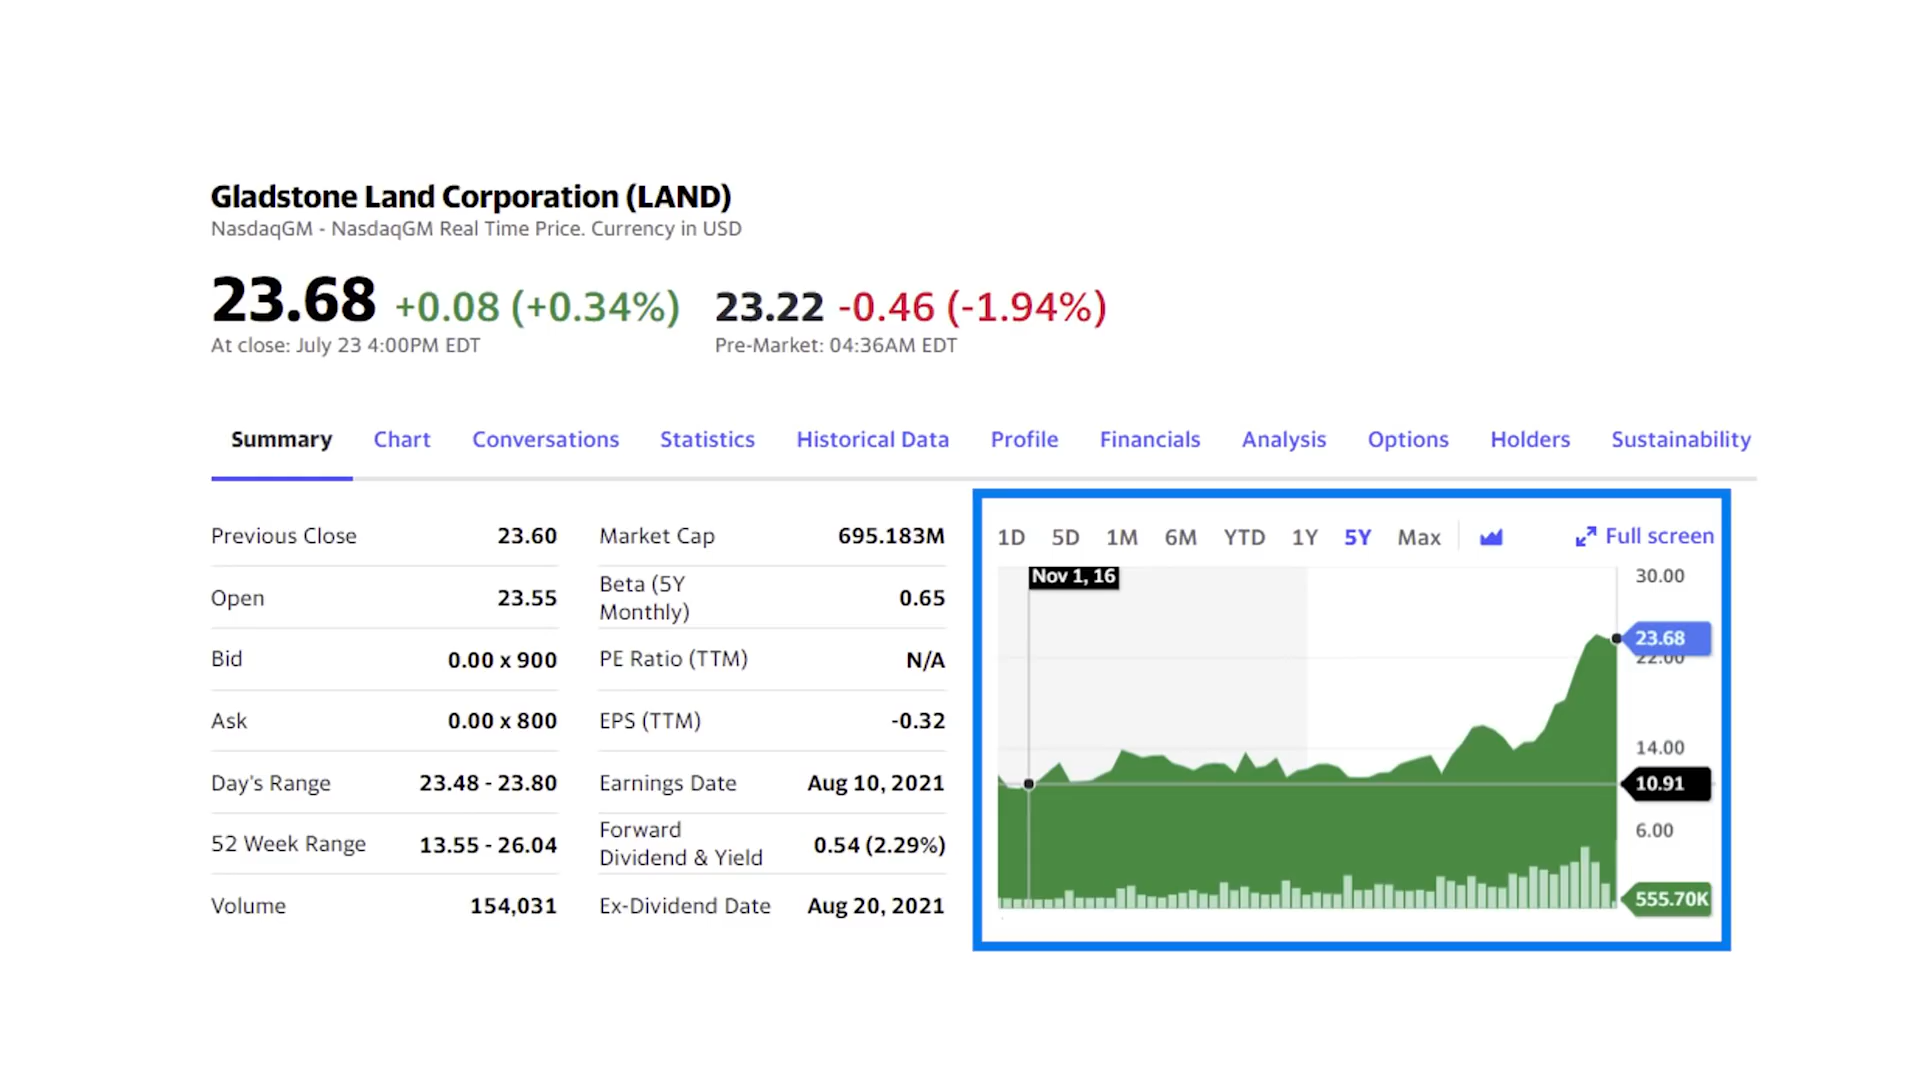 Gladstone Land Corporation (LAND)
NasdaqGM - NasdaqGM Real Time Price. Currency in USD
23.68 +0.08 (+0.34%) 23.22 -0.46 (-1.94%)
At close: July 23 4:00PM EDT Pre-Market: 04:36AM EDT
Summary Chart Conversations Statistics Historical Data Profile Financials Analysis Options Holders Sustainability
Previous Close 23.60
Open 23.55
Bid 0.00 x 900
Ask 0.00 x 800
Day's Range 23.48 - 23.80
52 Week Range 13.55 - 26.04
Volume 154,031
Market Cap 695.183M
Beta (5Y
Monthly) 0.65
PE Ratio (TTM) N/A
EPS (TTM) -0.32
Earnings Date Aug 10, 2021
Forward
Dividend & Yield 0.54 (2.29%)
Ex-Dividend Date Aug 20, 2021
1D 5D 1M 6M YTD 1Y 5Y Max Full screen
Nov 1, 16
30.00
23.68
22.00
14.00
10.91
6.00
555.70K